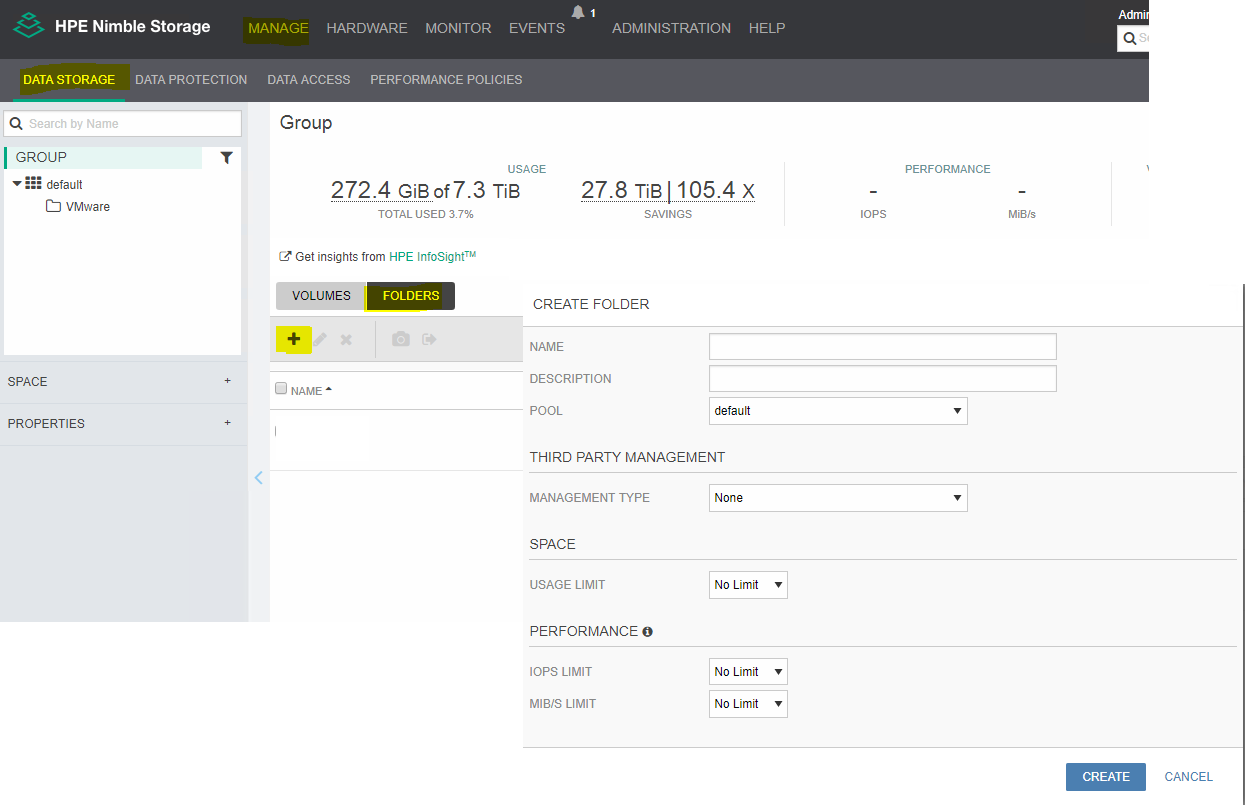 HPE Nimble Storage MANAGE HARDWARE MONITOR EVENTS 1 ADMINISTRATION HELP
Admin
DATA STORAGE DATA PROTECTION DATA ACCESS PERFORMANCE POLICIES
Search by Name
GROUP
default
VMware
SPACE +
PROPERTIES +
Group
USAGE
272.4 GiB of 7.3 TiB
TOTAL USED 3.7%
27.8 TiB | 105.4 X
SAVINGS
PERFORMANCE
-
IOPS
-
MiB/s
Get insights from HPE InfoSight™
VOLUMES FOLDERS
NAME
CREATE FOLDER
NAME
DESCRIPTION
POOL default
THIRD PARTY MANAGEMENT
MANAGEMENT TYPE None
SPACE
USAGE LIMIT No Limit
PERFORMANCE
IOPS LIMIT No Limit
MIB/S LIMIT No Limit
CREATE CANCEL